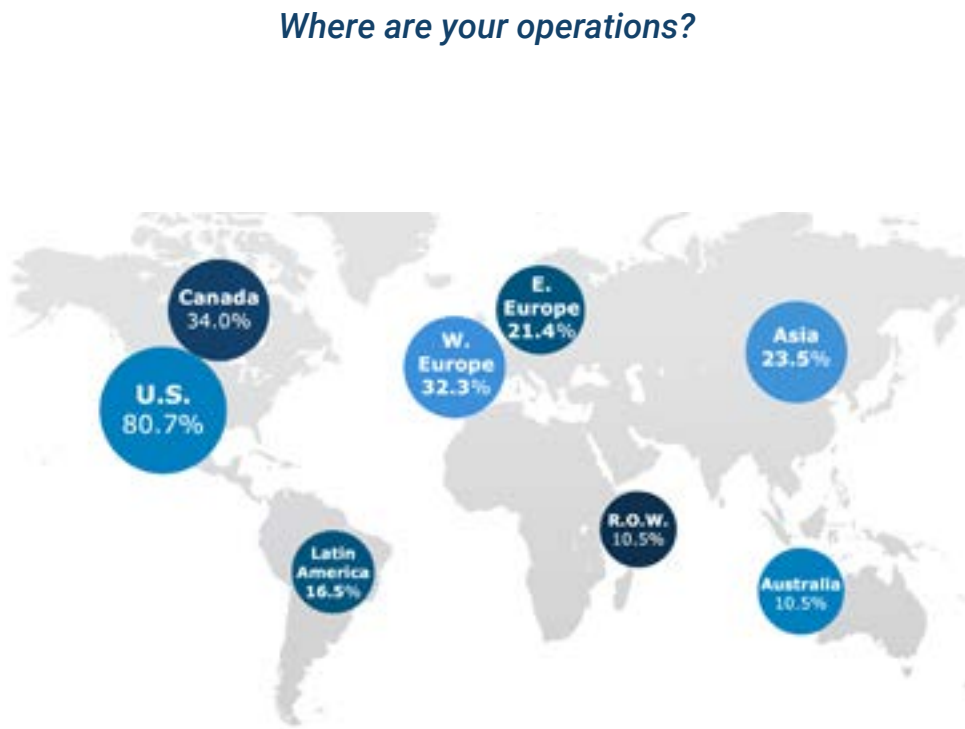 Where are your operations?
Canada
34.0%
U.S.
80.7%
W.
Europe
32.3%
E.
Europe
21.4%
Asia
23.5%
Latin
America
16.5%
R.O.W.
10.5%
Australia
10.5%